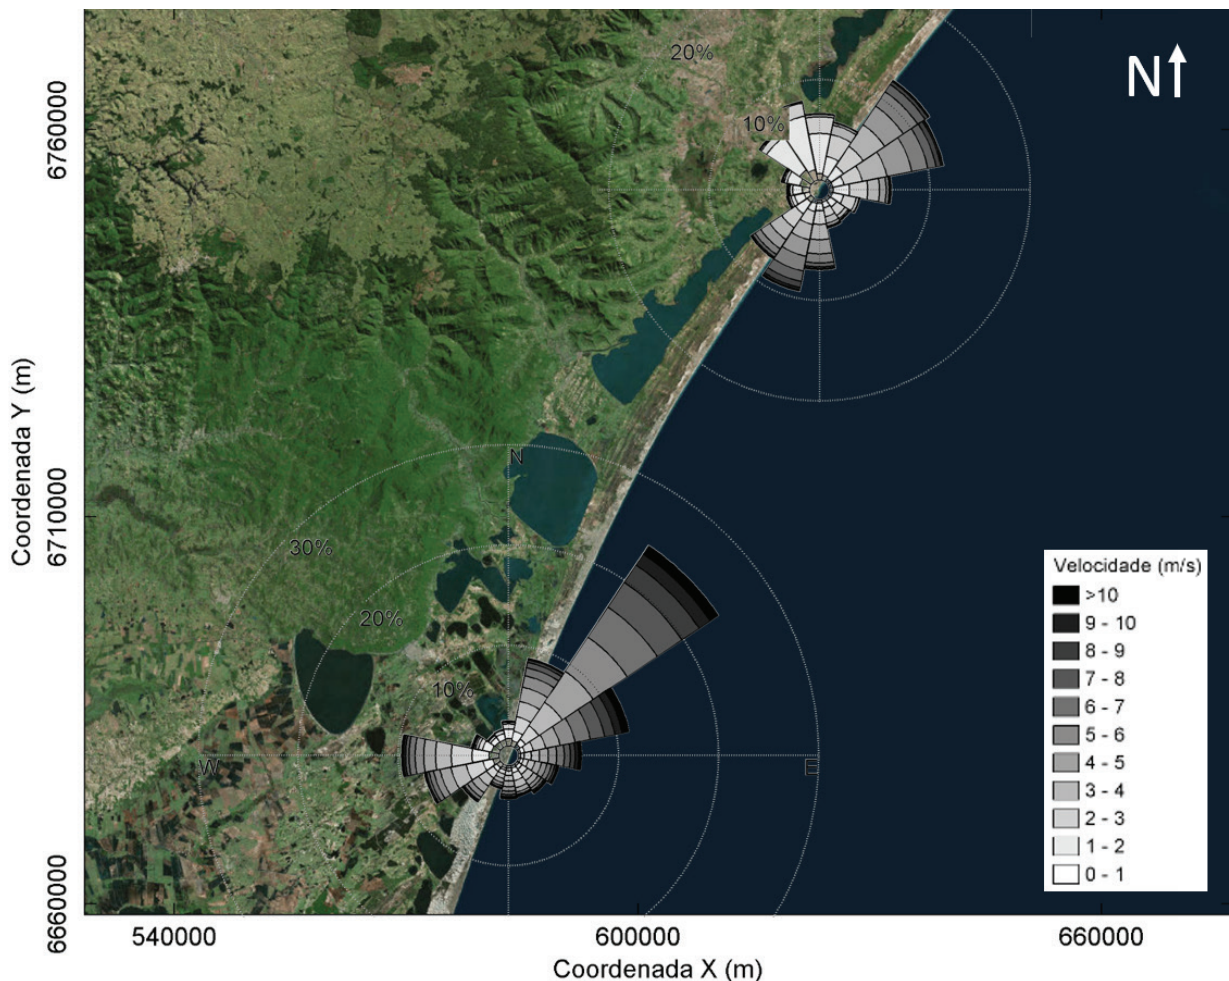 20%
N
6760000
10%
Coordenada Y (m)
N
6710000
30%
20%
Velocidade (m/s)
>10
9 - 10
8 - 9
7 - 8
6 - 7
5 - 6
4 - 5
3 - 4
2 - 3
1 - 2
0 - 1
10%
W
E
6660000
540000
600000
660000
Coordenada X (m)